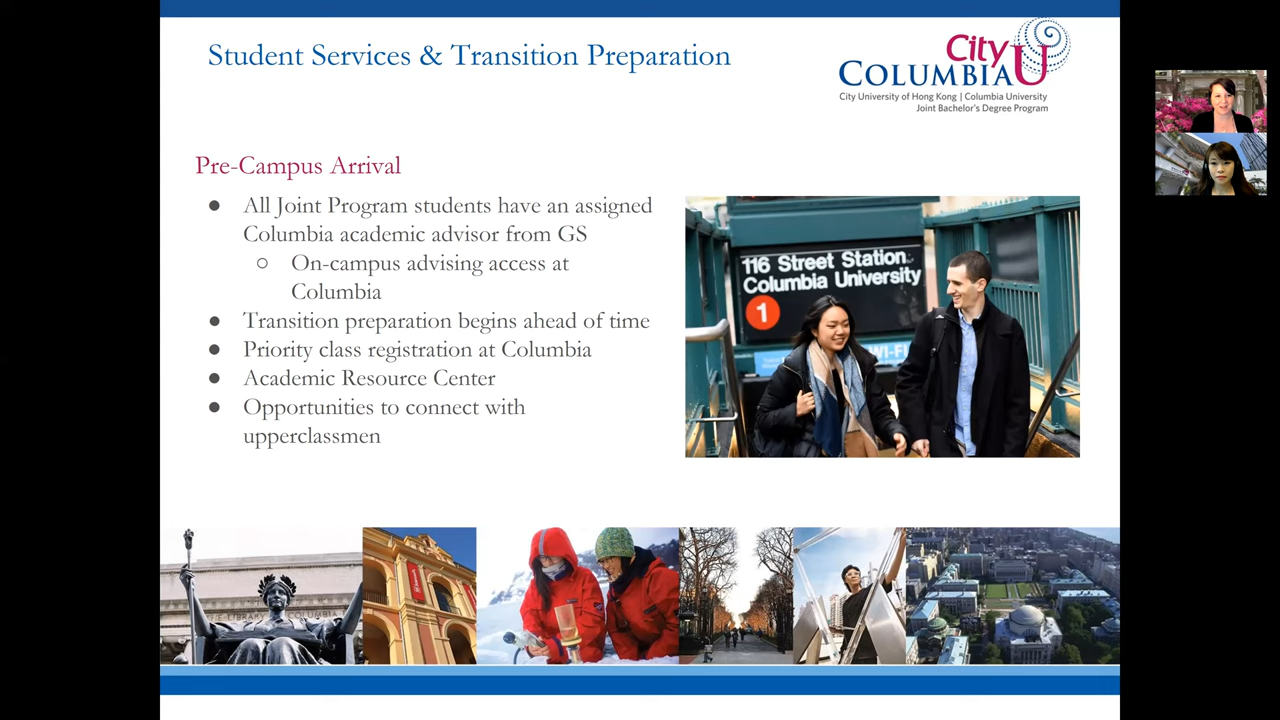 Student Services & Transition Preparation
City
COLUMBIAU
City University of Hong Kong | Columbia University
Joint Bachelor's Degree Program
Pre-Campus Arrival
● All Joint Program students have an assigned
Columbia academic advisor from GS
○ On-campus advising access at
Columbia
● Transition preparation begins ahead of time
● Priority class registration at Columbia
● Academic Resource Center
● Opportunities to connect with
upperclassmen
116 Street Station
Columbia University
1
WI-FI